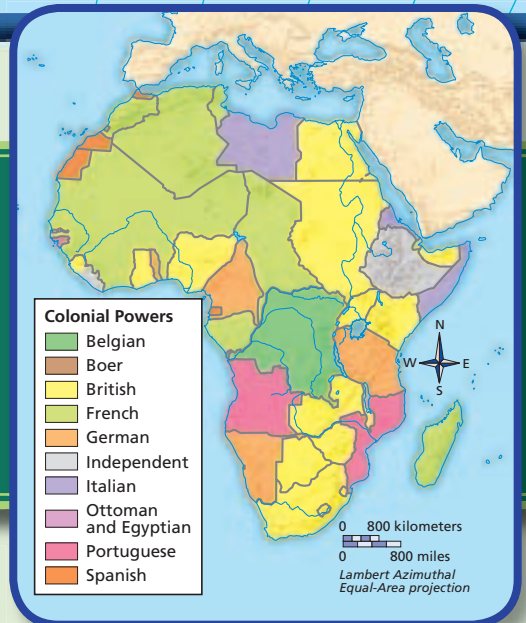 Colonial Powers
Belgian
Boer
British
French
German
Independent
Italian
Ottoman
and Egyptian
Portuguese
Spanish
N
W
E
S
0 800 kilometers
0 800 miles
Lambert Azimuthal
Equal-Area projection